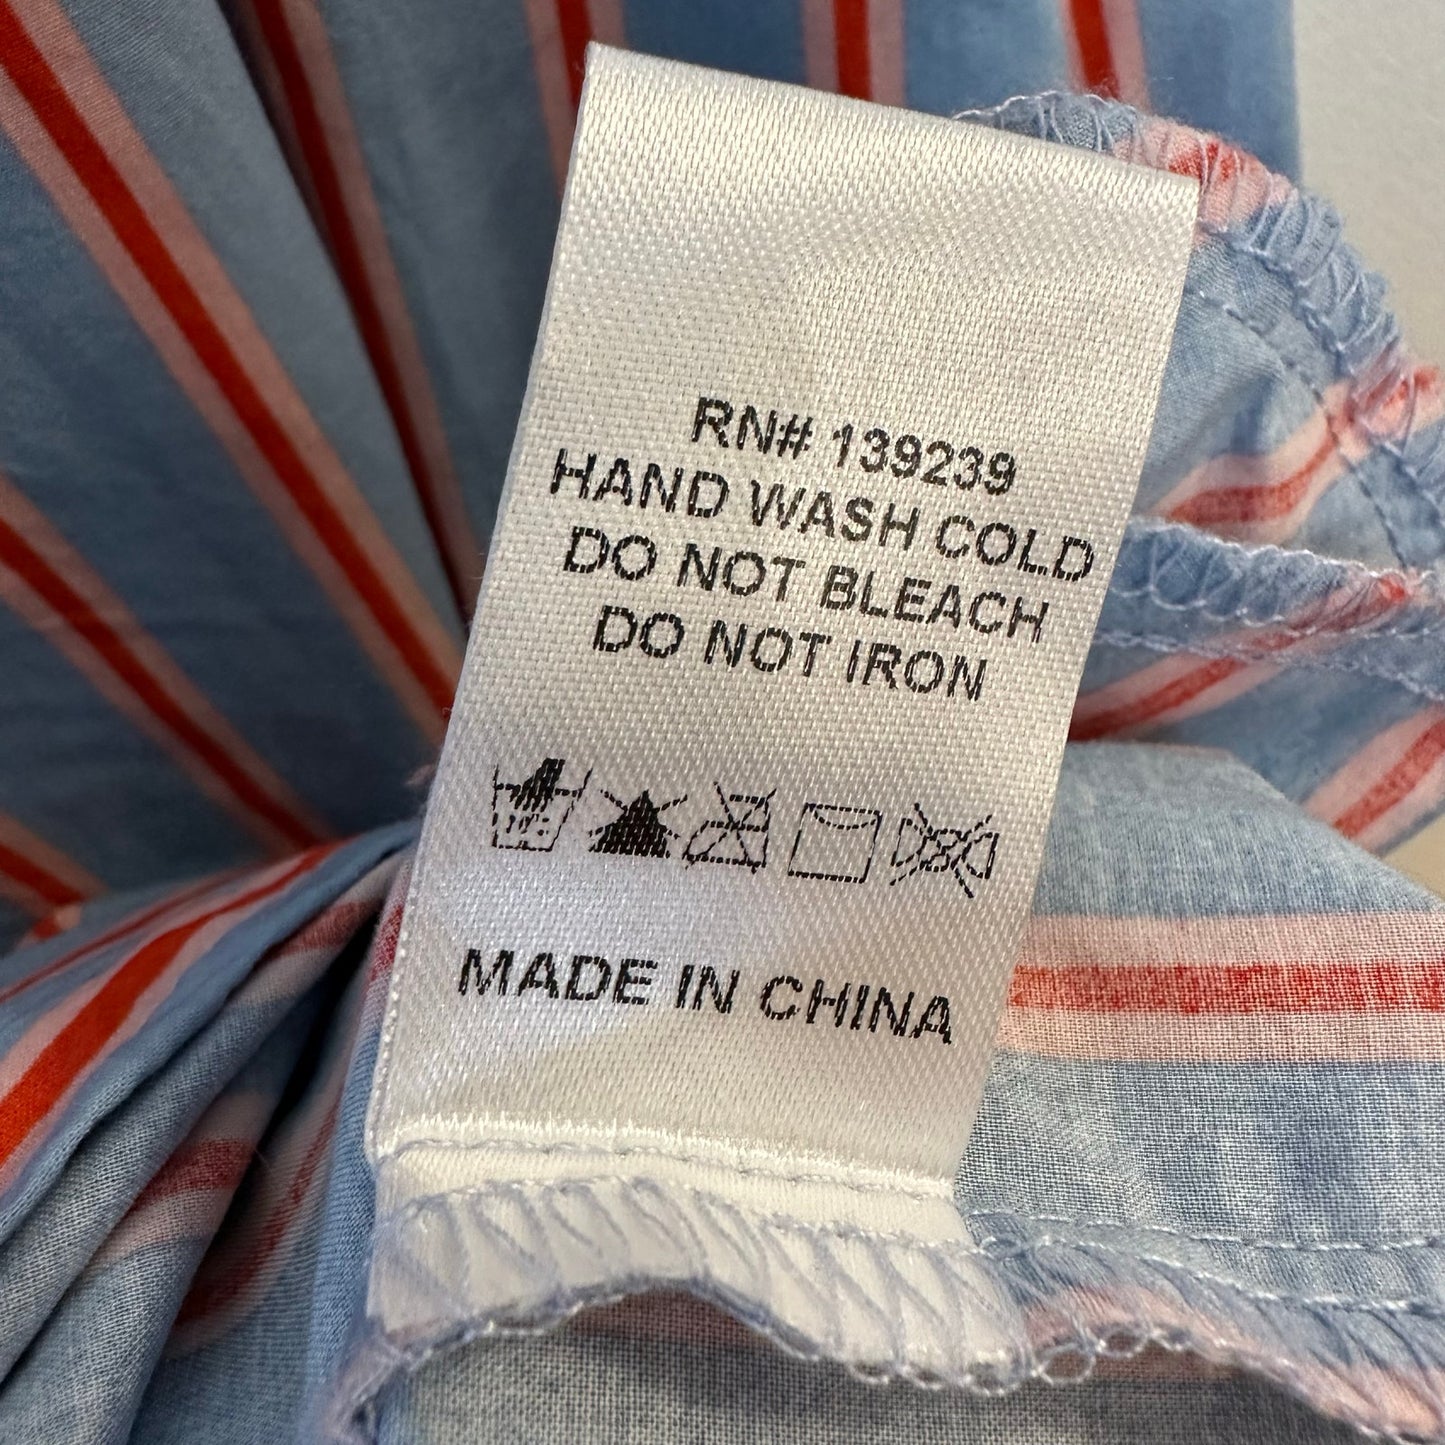 RN# 139239
HAND WASH COLD
DO NOT BLEACH
DO NOT IRON
MADE IN CHINA